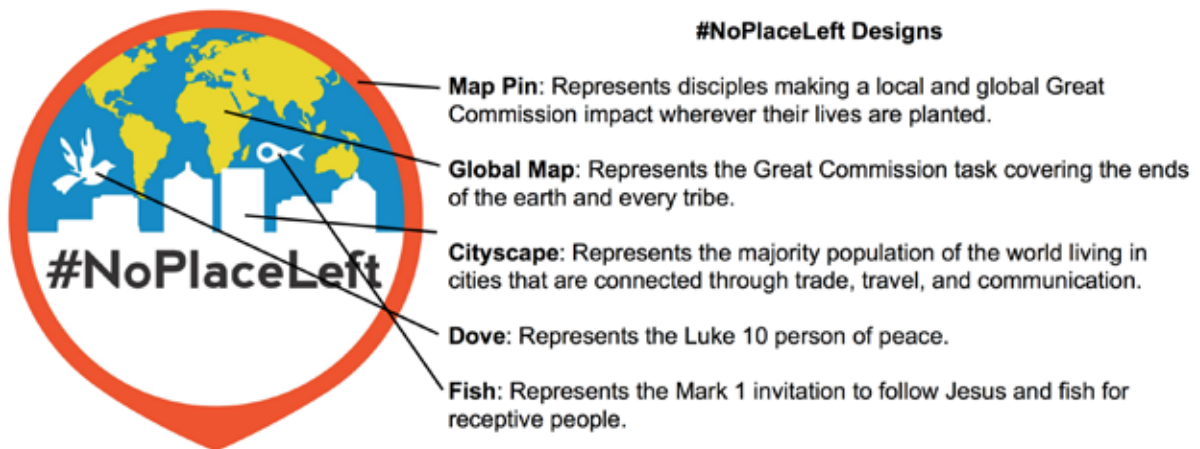 #NoPlaceLeft
#NoPlaceLeft Designs
Map Pin: Represents disciples making a local and global Great
Commission impact wherever their lives are planted.
Global Map: Represents the Great Commission task covering the ends
of the earth and every tribe.
Cityscape: Represents the majority population of the world living in
cities that are connected through trade, travel, and communication.
Dove: Represents the Luke 10 person of peace.
Fish: Represents the Mark 1 invitation to follow Jesus and fish for
receptive people.